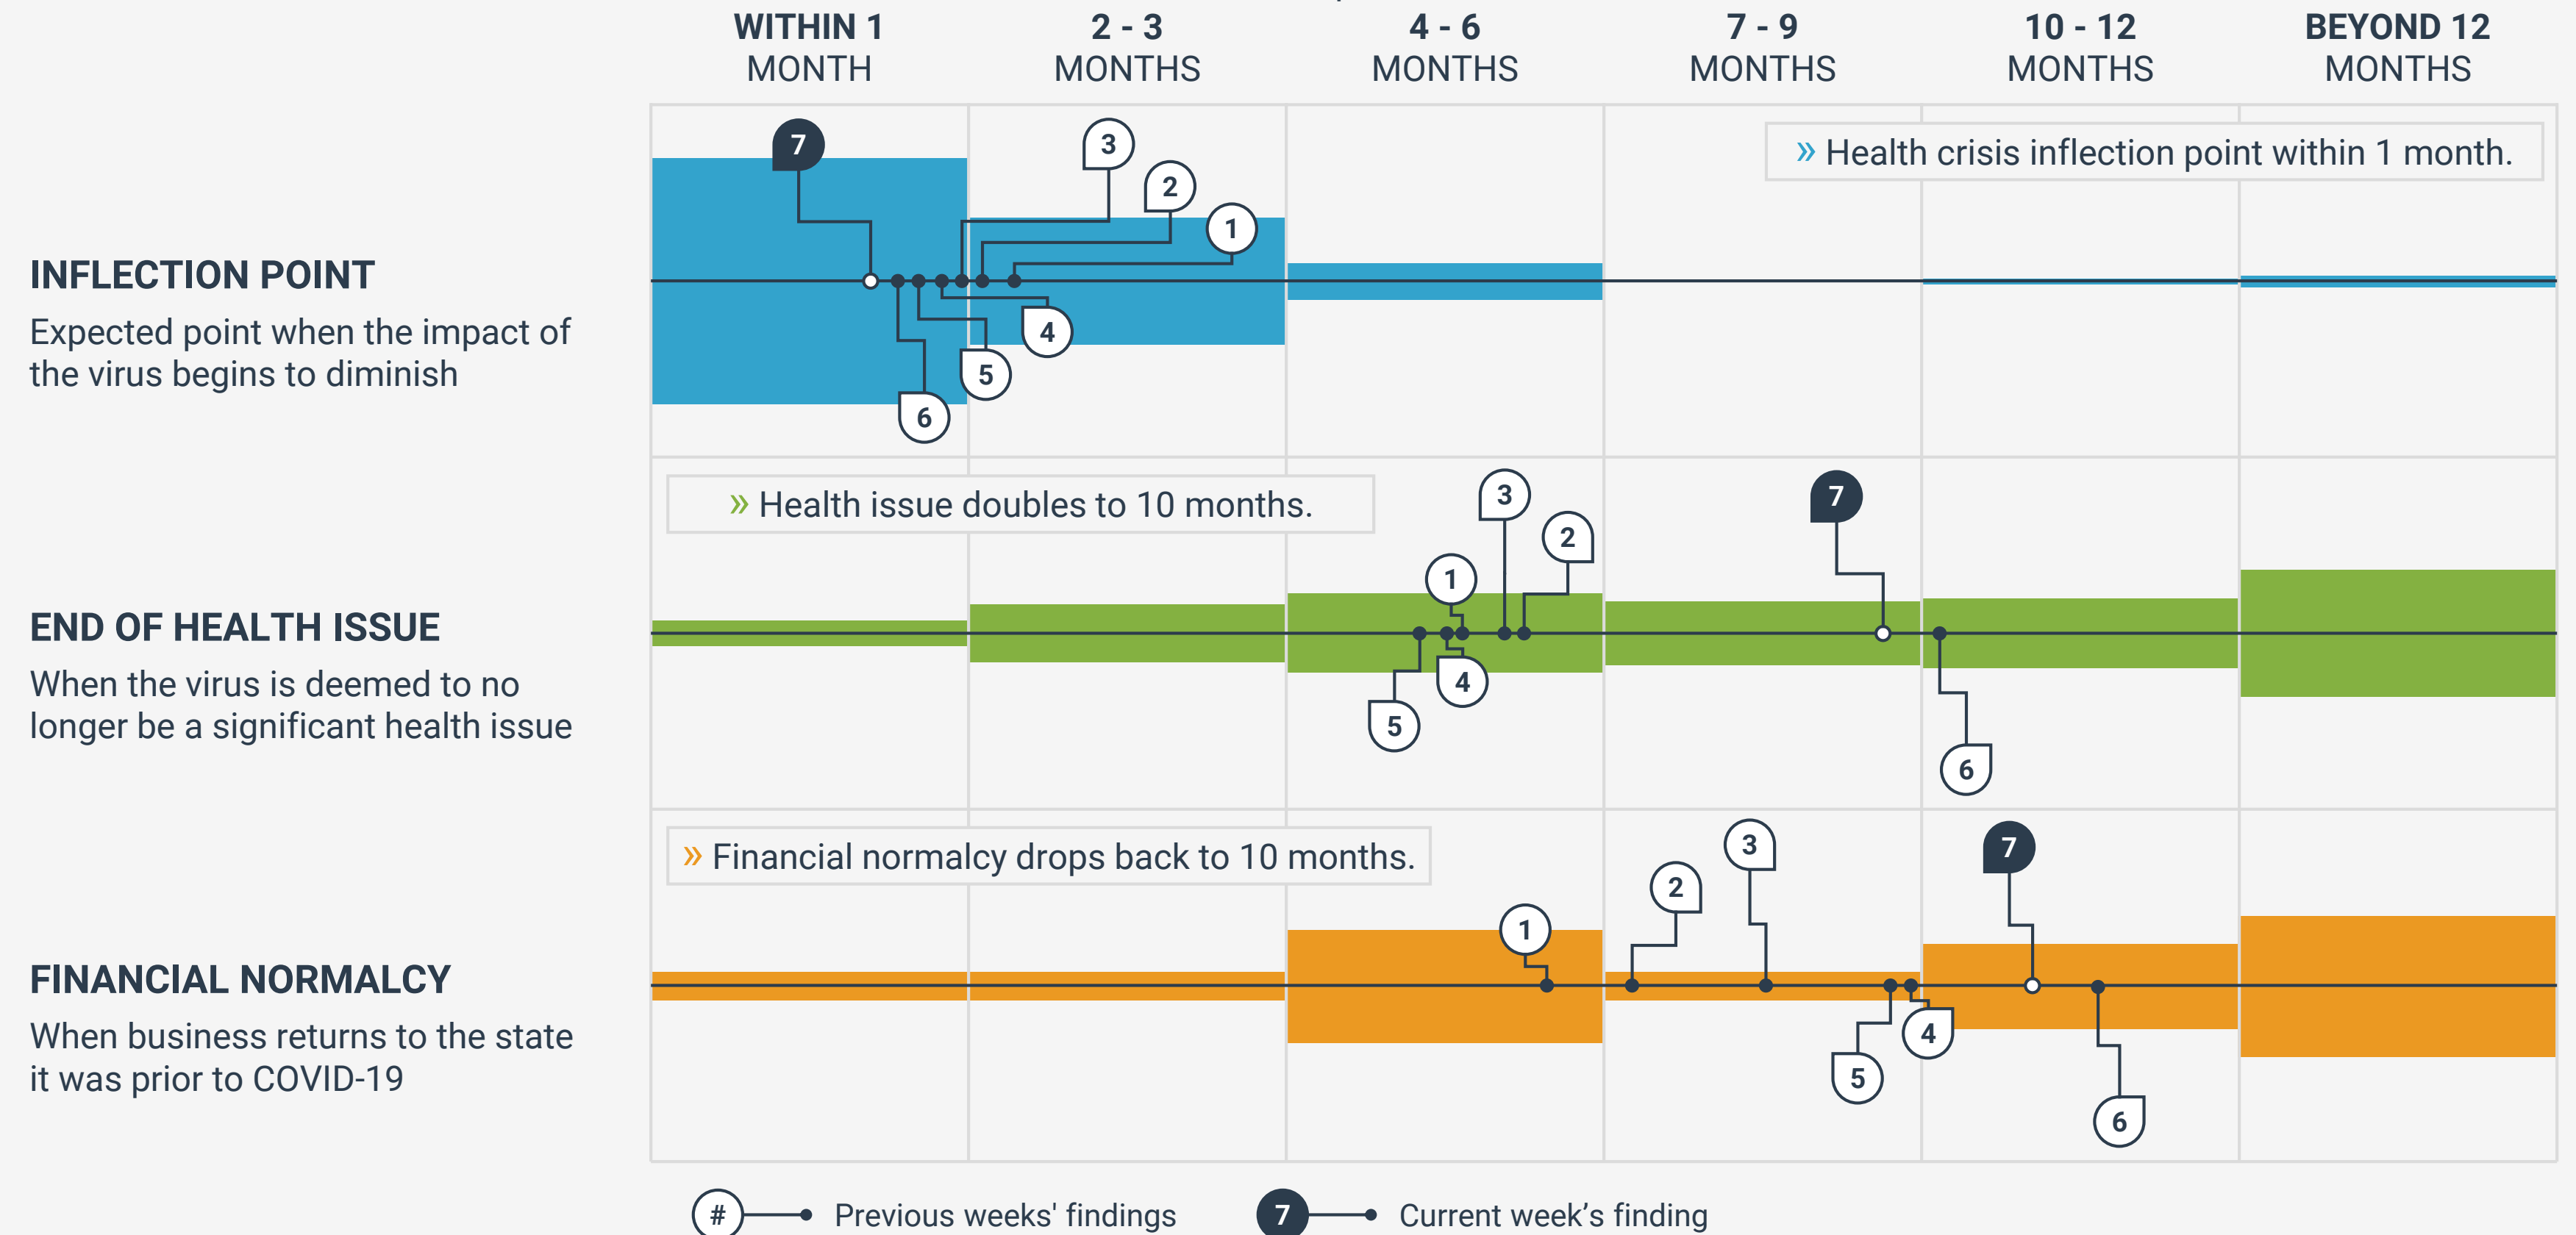 WITHIN 1 MONTH
2 - 3 MONTHS
4 - 6 MONTHS
7 - 9 MONTHS
10 - 12 MONTHS
BEYOND 12 MONTHS
INFLECTION POINT
Expected point when the impact of
the virus begins to diminish
» Health crisis inflection point within 1 month.
7
3
2
1
4
5
6
END OF HEALTH ISSUE
When the virus is deemed to no
longer be a significant health issue
» Health issue doubles to 10 months.
3
7
2
1
4
5
6
FINANCIAL NORMALCY
When business returns to the state
it was prior to COVID-19
» Financial normalcy drops back to 10 months.
3
7
2
1
4
5
6
# Previous weeks' findings
7 Current week’s finding